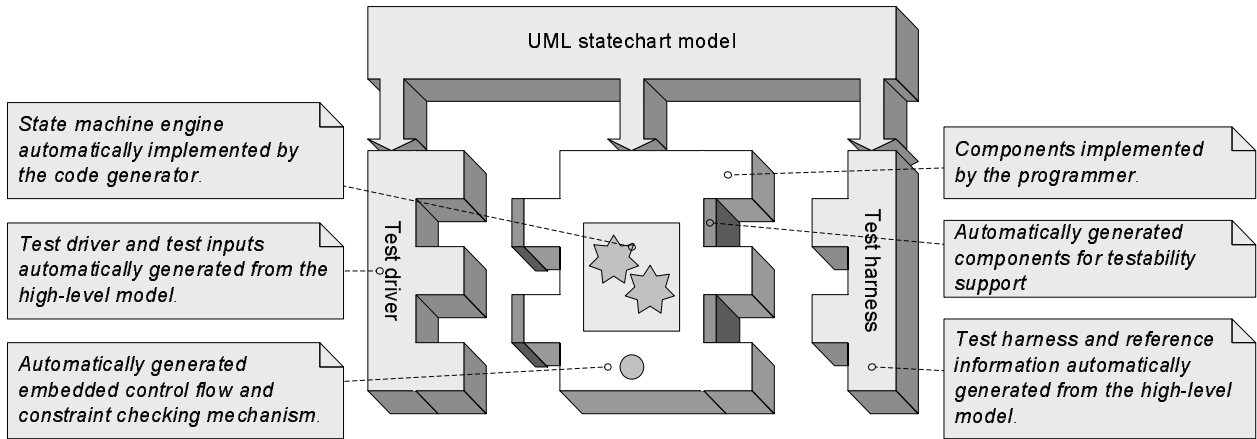 UML statechart model
State machine engine
automatically implemented by
the code generator.
Test driver and test inputs
automatically generated from the
high-level model.
Automatically generated
embedded control flow and
constraint checking mechanism.
Test driver
Test harness
Components implemented
by the programmer.
Automatically generated
components for testability
support
Test harness and reference
information automatically
generated from the high-level
model.